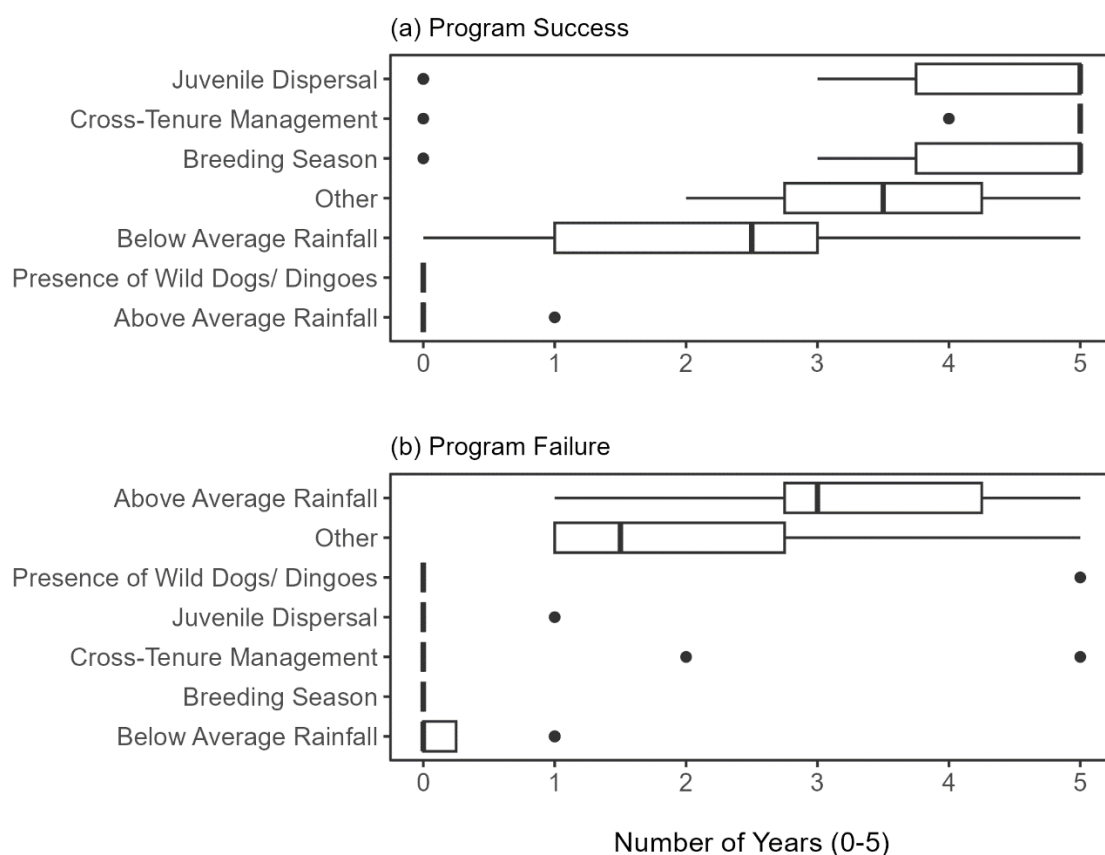 (a) Program Success
Juvenile Dispersal
Cross-Tenure Management
Breeding Season
Other
Below Average Rainfall
Presence of Wild Dogs/ Dingoes
Above Average Rainfall
0 1 2 3 4 5
(b) Program Failure
Above Average Rainfall
Other
Presence of Wild Dogs/ Dingoes
Juvenile Dispersal
Cross-Tenure Management
Breeding Season
Below Average Rainfall
0 1 2 3 4 5
Number of Years (0-5)